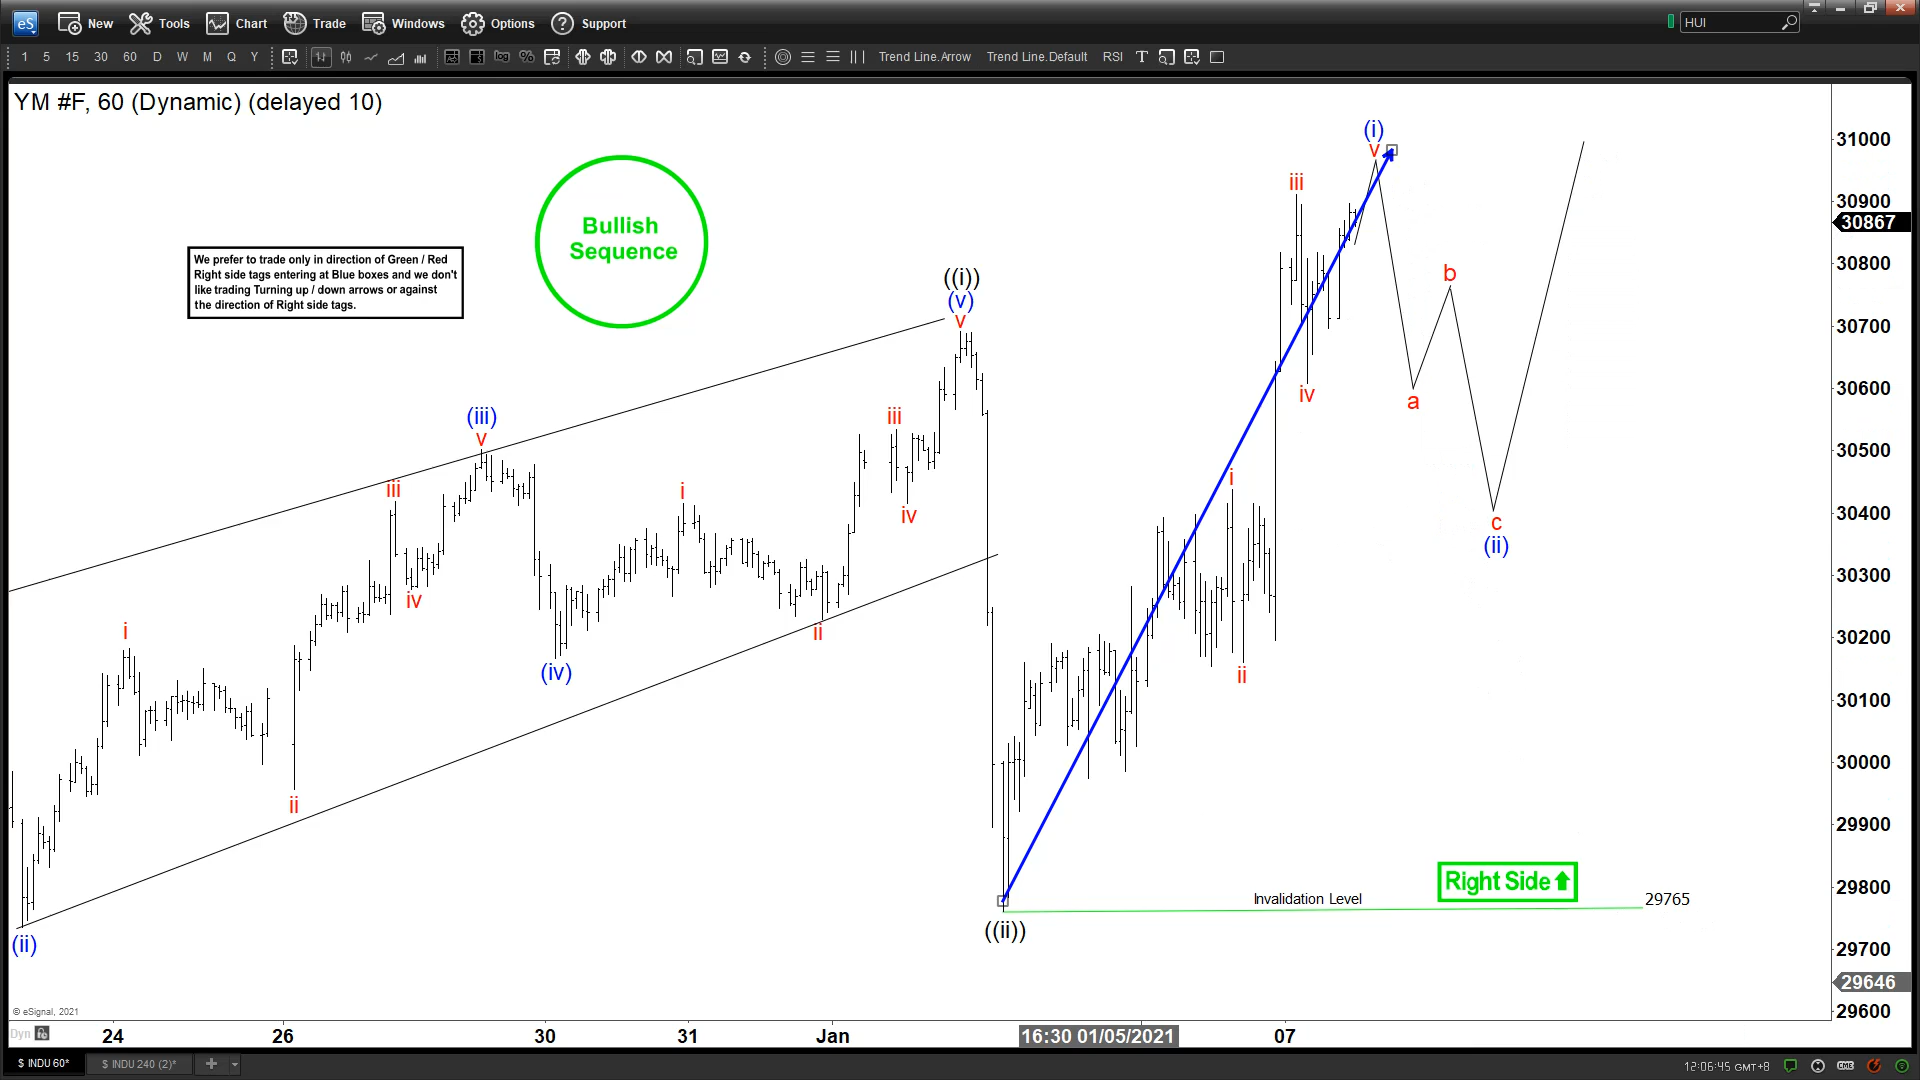 eS New Tools Chart Trade Windows Options Support HUI
1 5 15 30 60 D W M Q Y log % Trend Line.Arrow Trend Line.Default RSI T
YM #F, 60 (Dynamic) (delayed 10)
Bullish
Sequence
We prefer to trade only in direction of Green / Red
Right side tags entering at Blue boxes and we don't
like trading Turning up / down arrows or against
the direction of Right side tags.
(i)
v
iii
((i))
(v)
v
b
iv
a
(iii)
v
iii
iii
i
i
iv
c
(ii)
iv
i
ii
(iv)
ii
ii
(ii)
((ii))
Invalidation Level
Right Side
29765
31000
30900
30867
30800
30700
30600
30500
30400
30300
30200
30100
30000
29900
29800
29700
29646
29600
© eSignal, 2021
Dyn
24 26 30 31 Jan 16:30 01/05/2021 07
$ INDU 60* $ INDU 240 (2)* + 12:06:45 GMT+8 CME